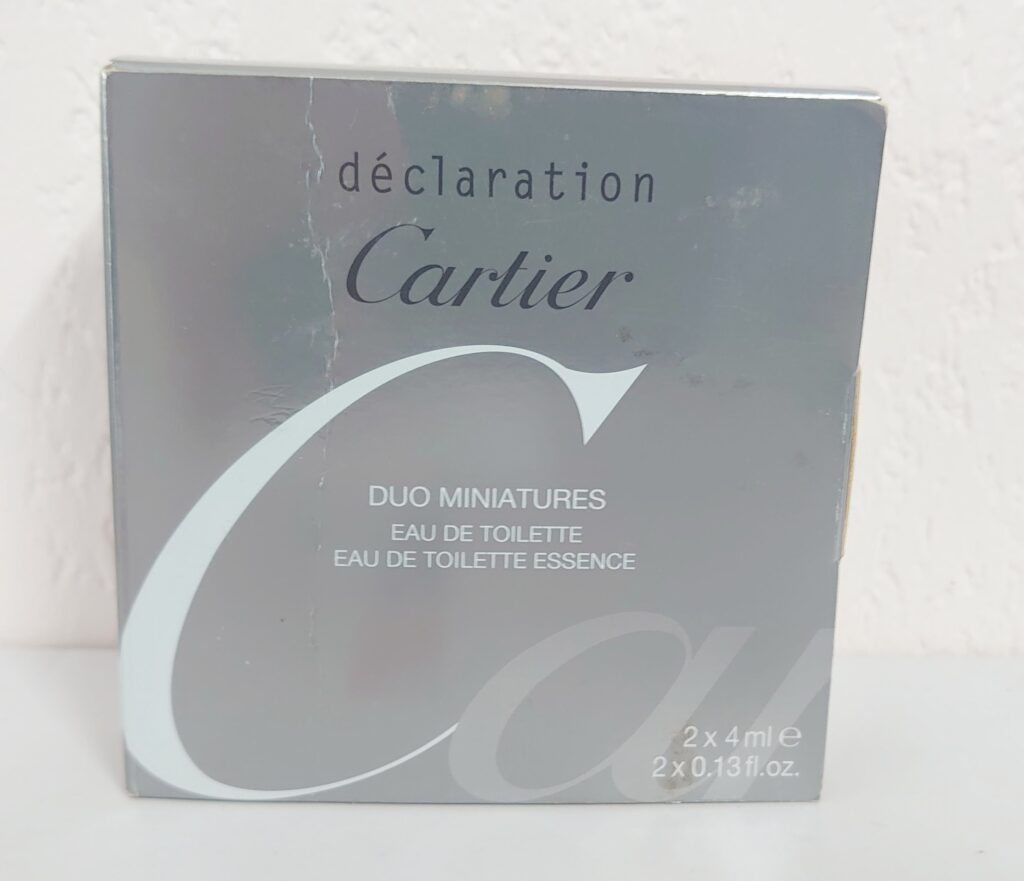 déclaration
Cartier
DUO MINIATURES
EAU DE TOILETTE
EAU DE TOILETTE ESSENCE
Ca
2 x 4 ml e
2 x 0.13 fl.oz.